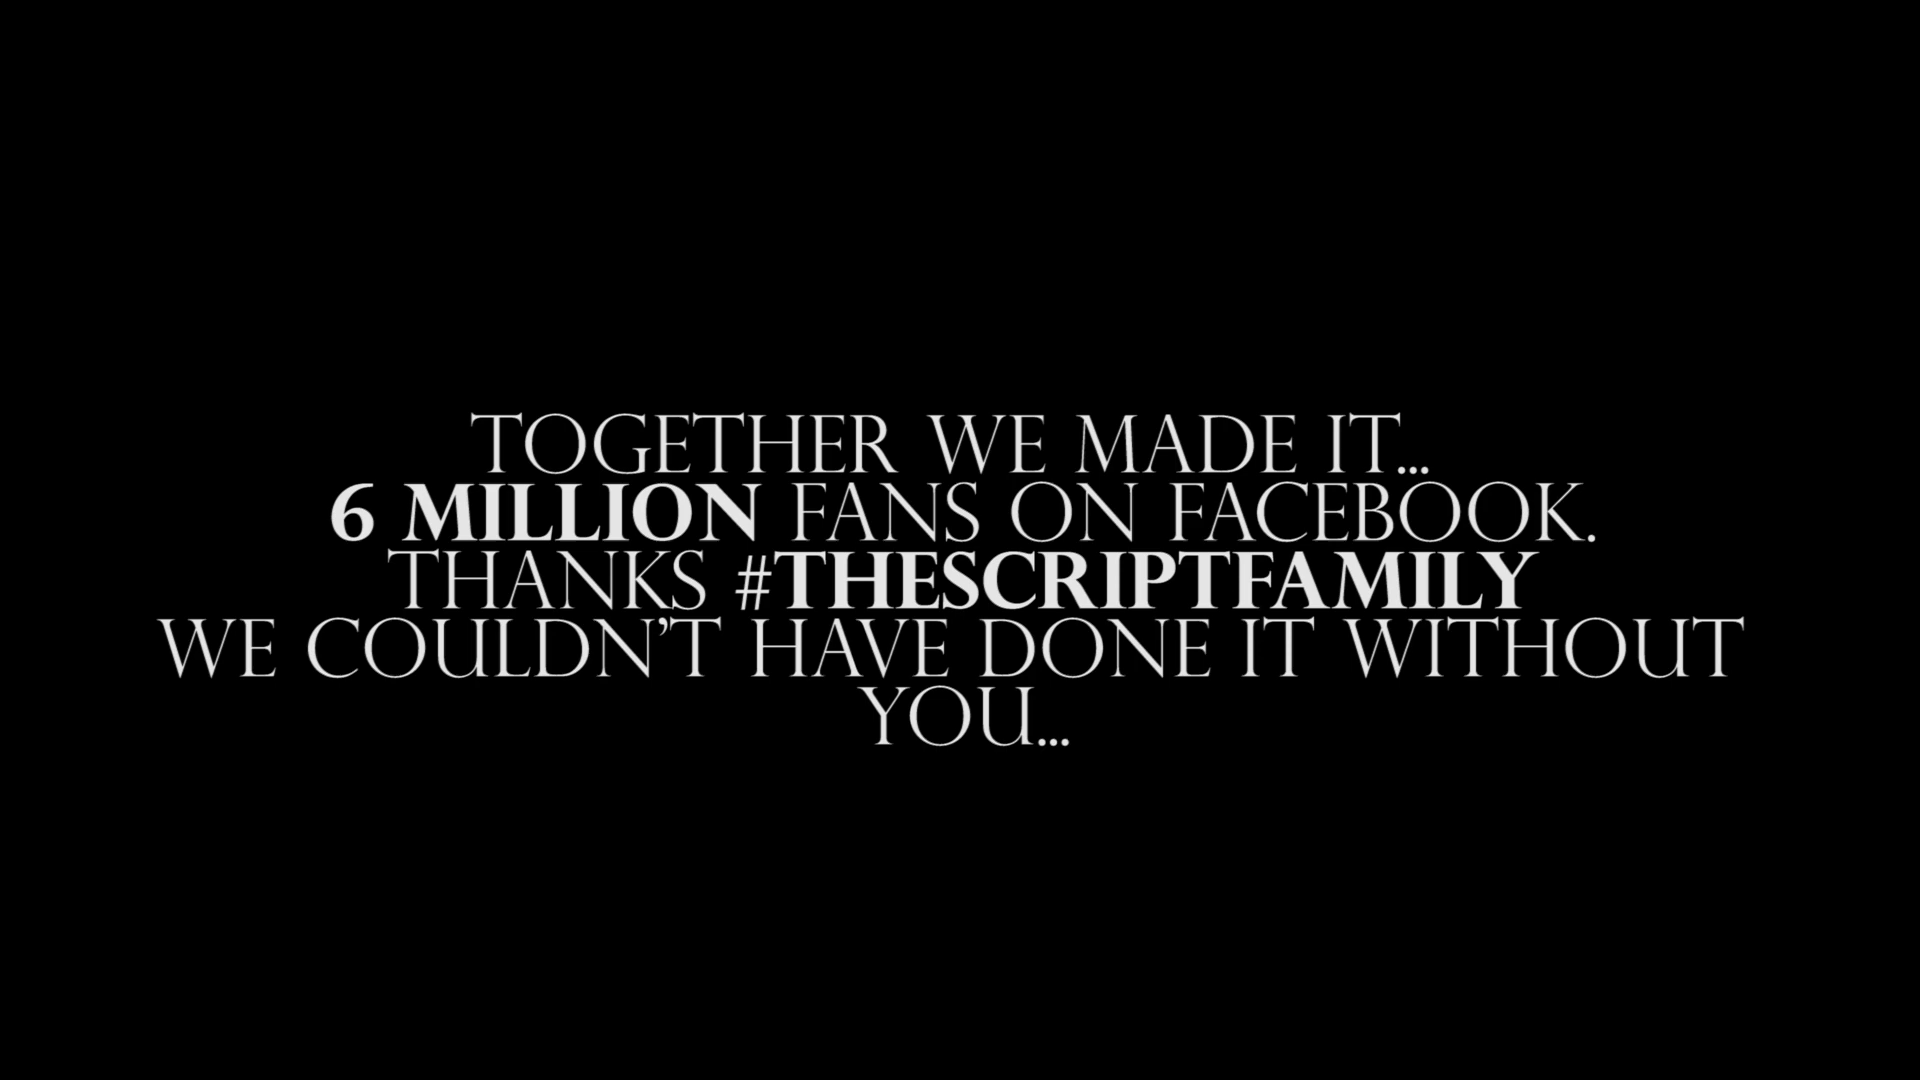 TOGETHER WE MADE IT...
6 MILLION FANS ON FACEBOOK.
THANKS #THESCRIPTFAMILY
WE COULDN'T HAVE DONE IT WITHOUT
YOU...